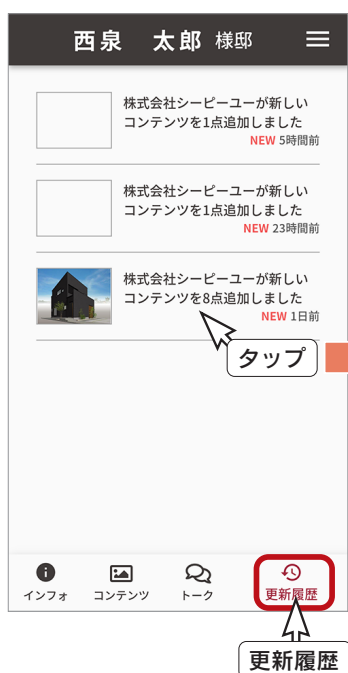 西泉　太郎 様邸
株式会社シーピーユーが新しい
コンテンツを1点追加しました
NEW 5時間前
株式会社シーピーユーが新しい
コンテンツを1点追加しました
NEW 23時間前
株式会社シーピーユーが新しい
コンテンツを8点追加しました
NEW 1日前
タップ
インフォ コンテンツ トーク 更新履歴
更新履歴